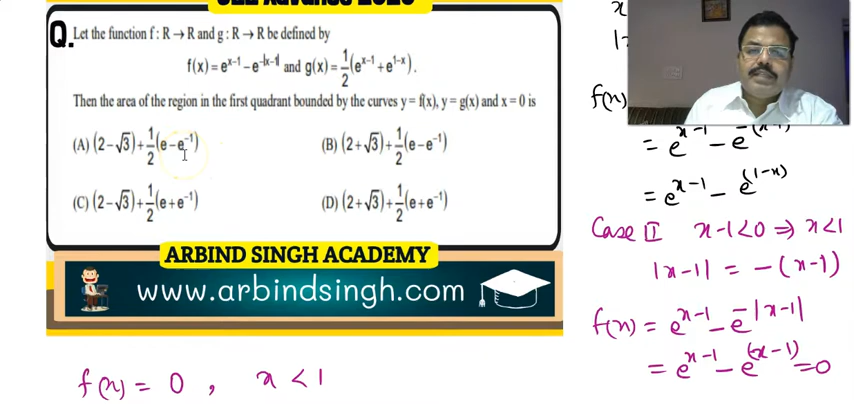 Q. Let the function f : R → R and g : R → R be defined by
f(x) = e^{x−1} − e^{−|x−1|} and g(x) = 1/2 (e^{x−1} + e^{1−x}).
Then the area of the region in the first quadrant bounded by the curves y = f(x), y = g(x) and x = 0 is
(A) (2 − √3) + 1/2 (e − e^{−1})
(B) (2 + √3) + 1/2 (e − e^{−1})
(C) (2 − √3) + 1/2 (e + e^{−1})
(D) (2 + √3) + 1/2 (e + e^{−1})
ARBIND SINGH ACADEMY
www.arbindsingh.com
f(x) = 0 , x < 1
f(x)
= e^{x−1} − e^{−(x−1)}
= e^{x−1} − e^{(1−x)}
Case II x−1<0 ⇒ x<1
|x−1| = −(x−1)
f(x) = e^{x−1} − e^{−|x−1|}
= e^{x−1} − e^{(x−1)} = 0